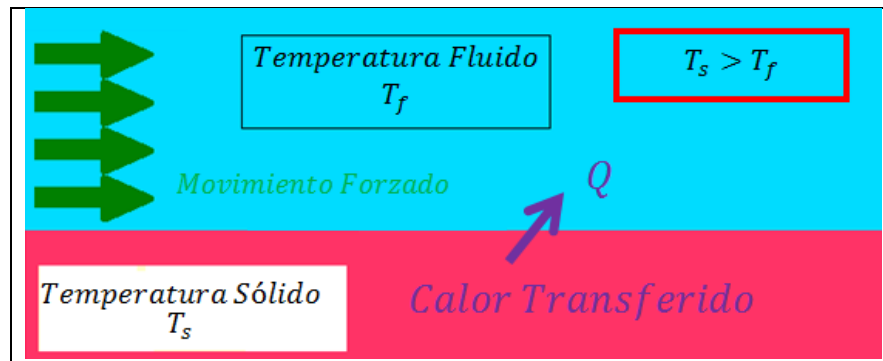 Temperatura Fluido
T_f
T_s > T_f
Movimiento Forzado
Q
Temperatura Sólido
T_s
Calor Transferido